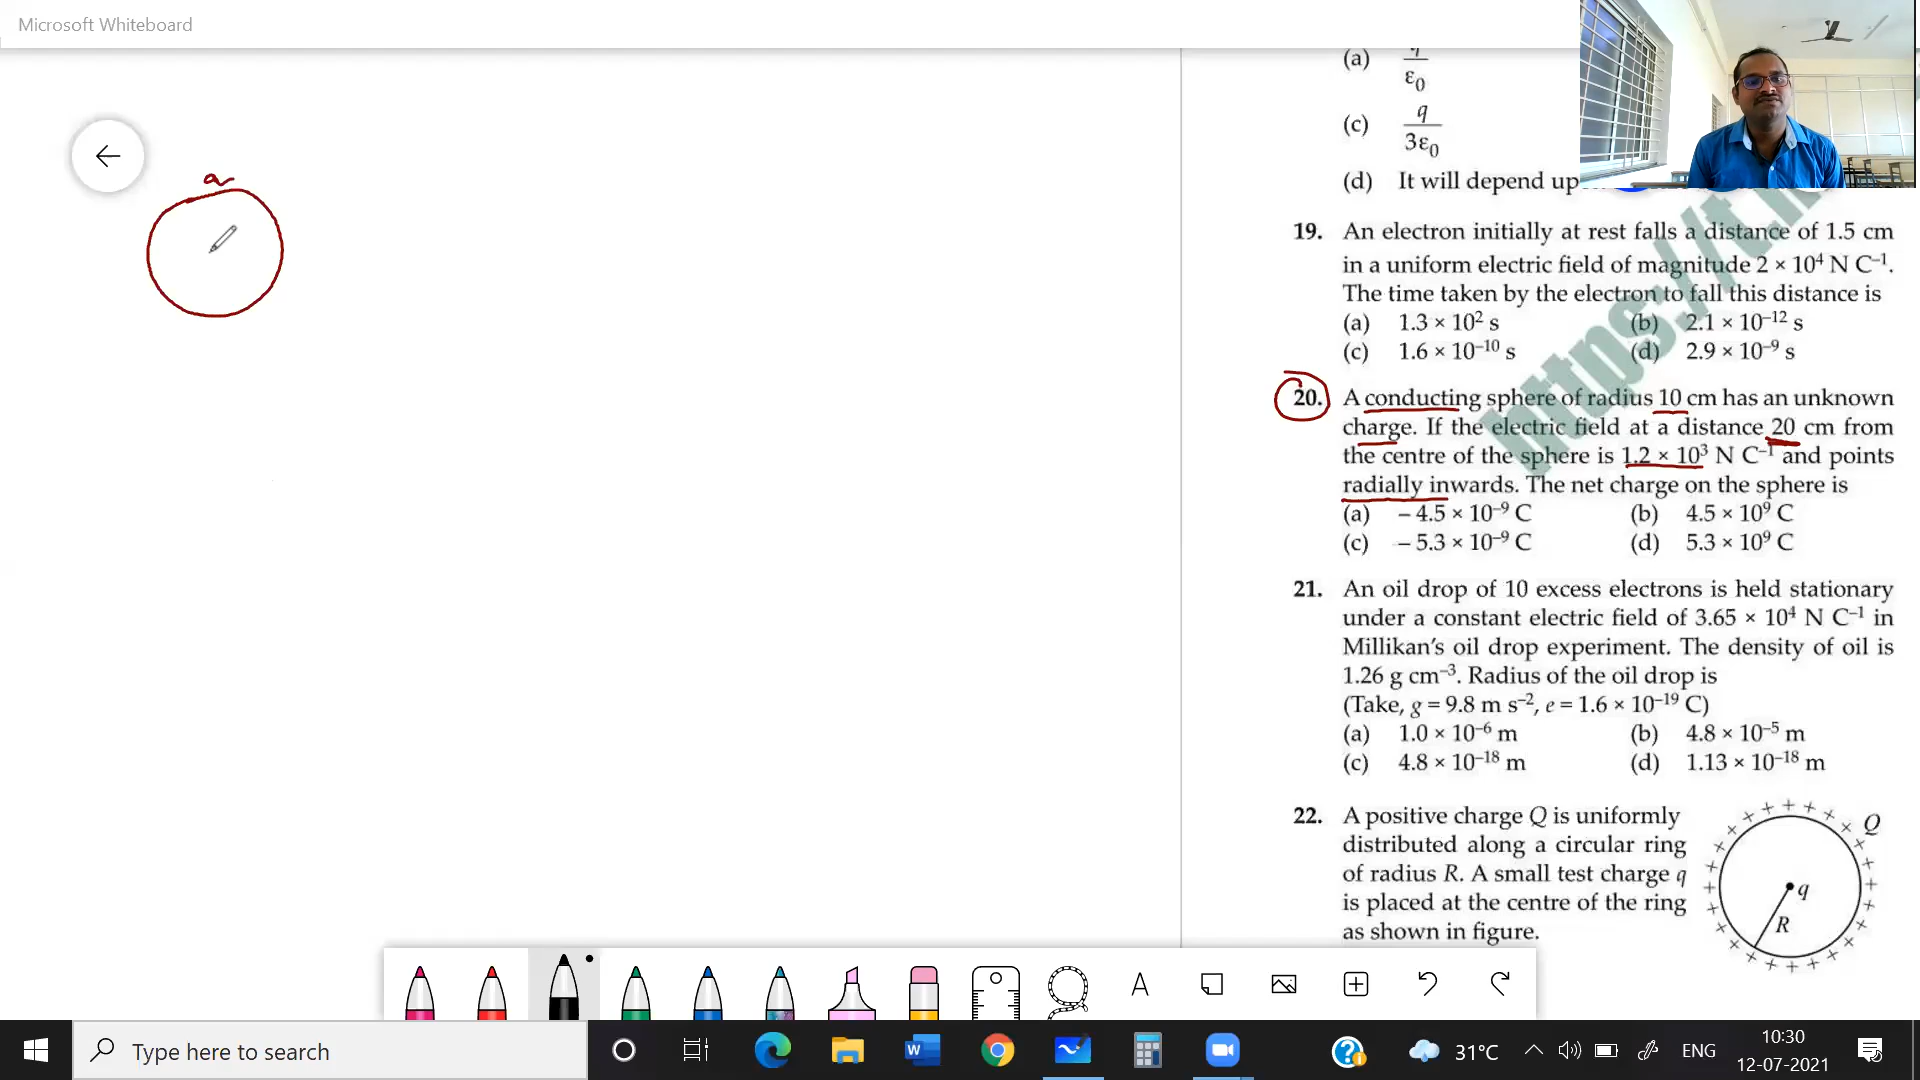 Microsoft Whiteboard
(a) q/ε₀
(c) q/3ε₀
(d) It will depend up
19. An electron initially at rest falls a distance of 1.5 cm
in a uniform electric field of magnitude 2 × 10⁴ N C⁻¹.
The time taken by the electron to fall this distance is
(a) 1.3 × 10² s (b) 2.1 × 10⁻¹² s
(c) 1.6 × 10⁻¹⁰ s (d) 2.9 × 10⁻⁹ s
20. A conducting sphere of radius 10 cm has an unknown
charge. If the electric field at a distance 20 cm from
the centre of the sphere is 1.2 × 10³ N C⁻¹ and points
radially inwards. The net charge on the sphere is
(a) – 4.5 × 10⁻⁹ C (b) 4.5 × 10⁹ C
(c) – 5.3 × 10⁻⁹ C (d) 5.3 × 10⁹ C
21. An oil drop of 10 excess electrons is held stationary
under a constant electric field of 3.65 × 10⁴ N C⁻¹ in
Millikan's oil drop experiment. The density of oil is
1.26 g cm⁻³. Radius of the oil drop is
(Take, g = 9.8 m s⁻², e = 1.6 × 10⁻¹⁹ C)
(a) 1.0 × 10⁻⁶ m (b) 4.8 × 10⁻⁵ m
(c) 4.8 × 10⁻¹⁸ m (d) 1.13 × 10⁻¹⁸ m
22. A positive charge Q is uniformly
distributed along a circular ring
of radius R. A small test charge q
is placed at the centre of the ring
as shown in figure.
Q
q
R
https://t.
A
Type here to search
31°C
ENG
10:30
12-07-2021